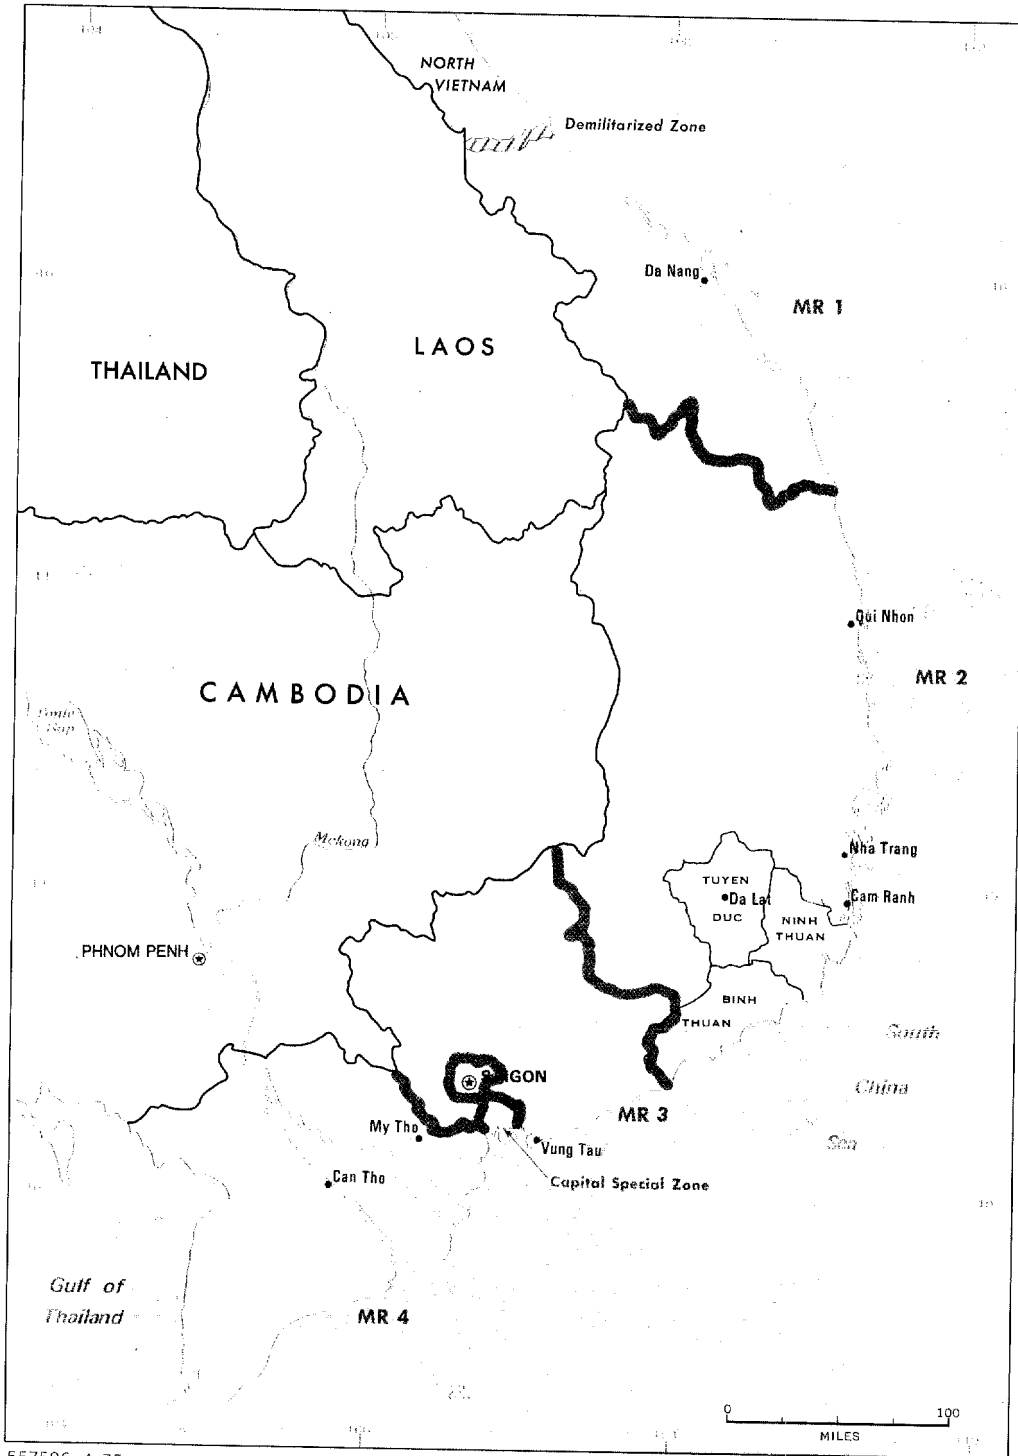 NORTH
VIETNAM
Demilitarized Zone
Da Nang
MR 1
LAOS
THAILAND
Qui Nhon
MR 2
CAMBODIA
Tonle
Sap
Mekong
Nha Trang
TUYEN
Da Lat
DUC
Cam Ranh
NINH
THUAN
PHNOM PENH
BINH
THUAN
South
China
Sea
SAIGON
MR 3
My Tho
Vung Tau
Can Tho
Capital Special Zone
Gulf of
Thailand
MR 4
0 100
MILES